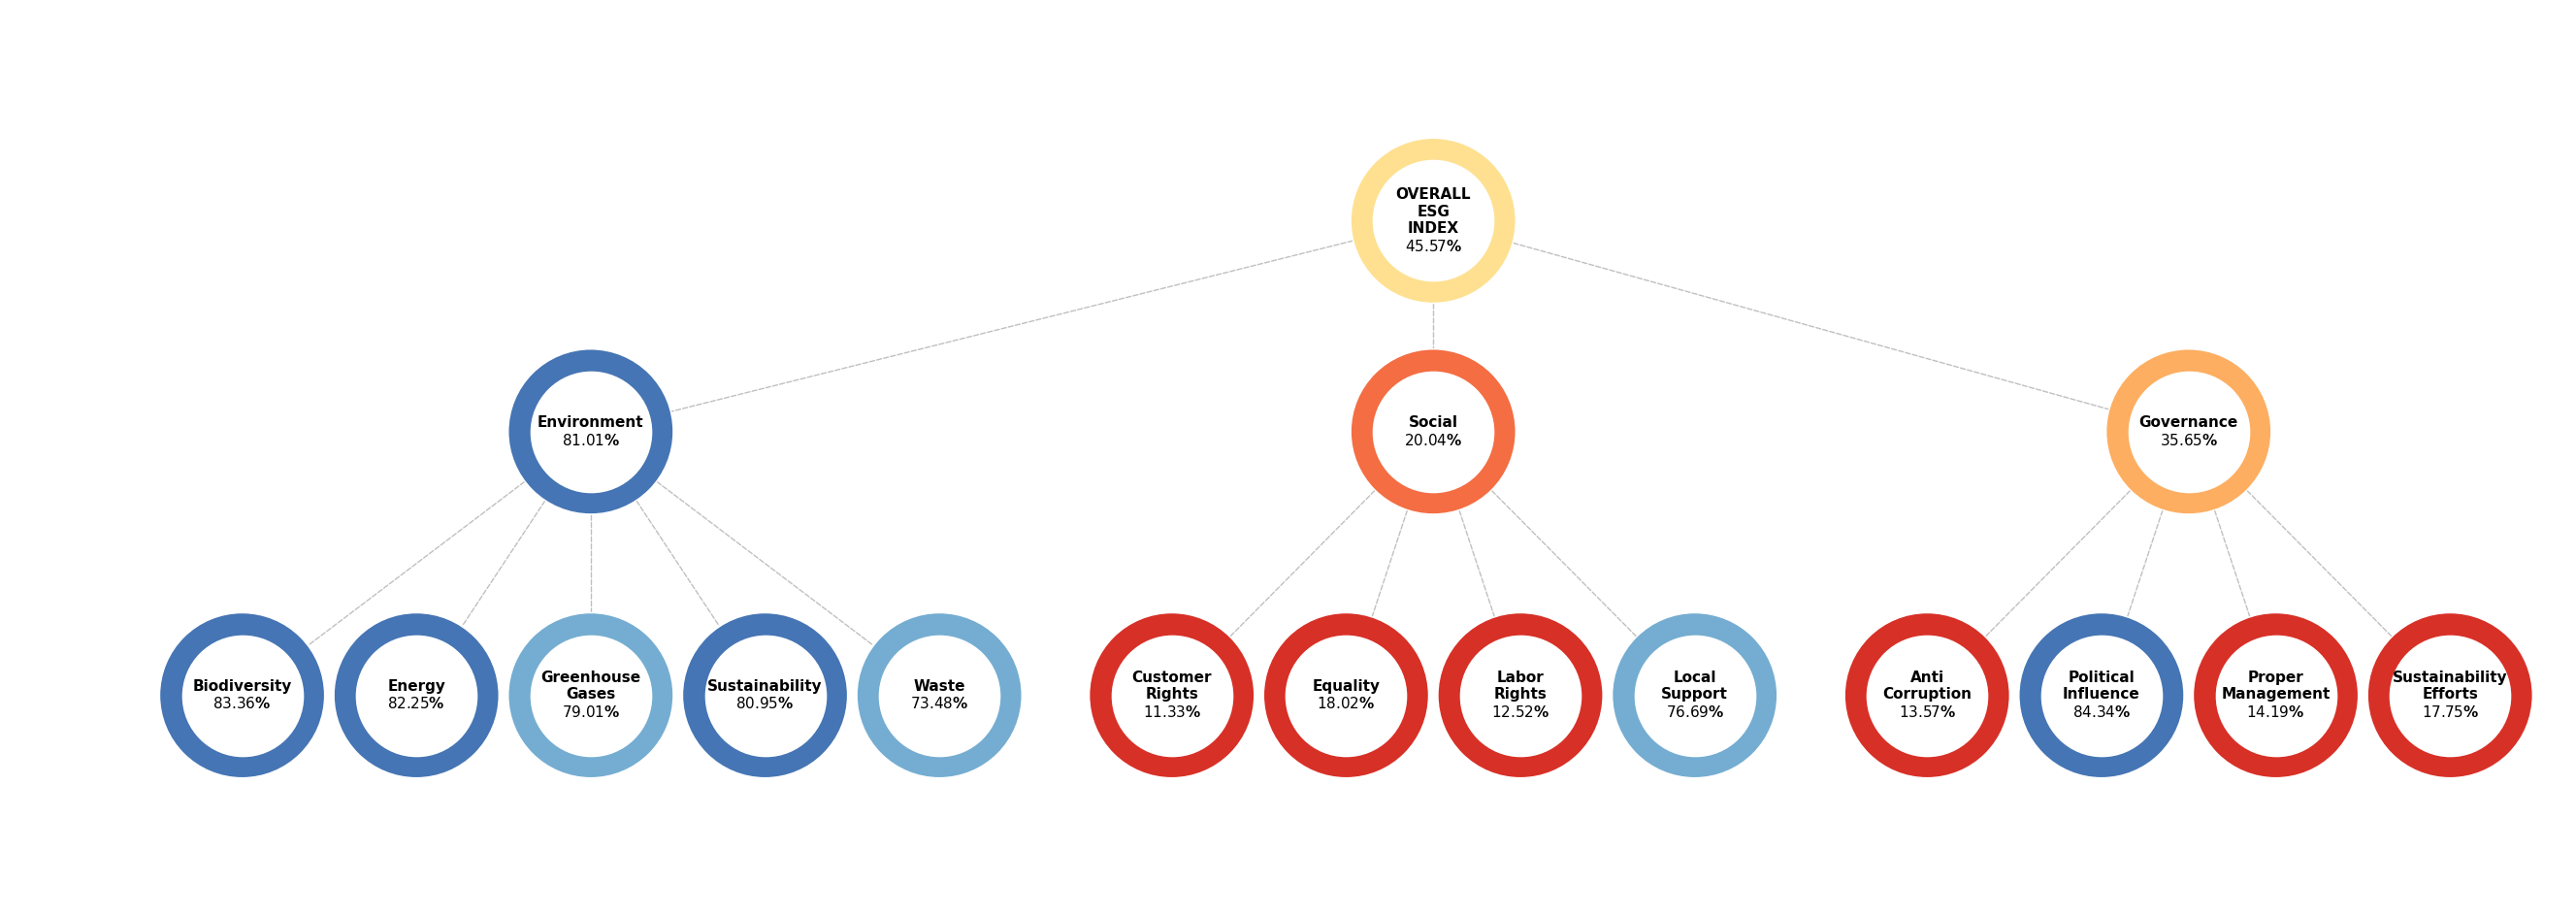 OVERALL
ESG
INDEX
45.57%
Environment
81.01%
Social
20.04%
Governance
35.65%
Biodiversity
83.36%
Energy
82.25%
Greenhouse
Gases
79.01%
Sustainability
80.95%
Waste
73.48%
Customer
Rights
11.33%
Equality
18.02%
Labor
Rights
12.52%
Local
Support
76.69%
Anti
Corruption
13.57%
Political
Influence
84.34%
Proper
Management
14.19%
Sustainability
Efforts
17.75%